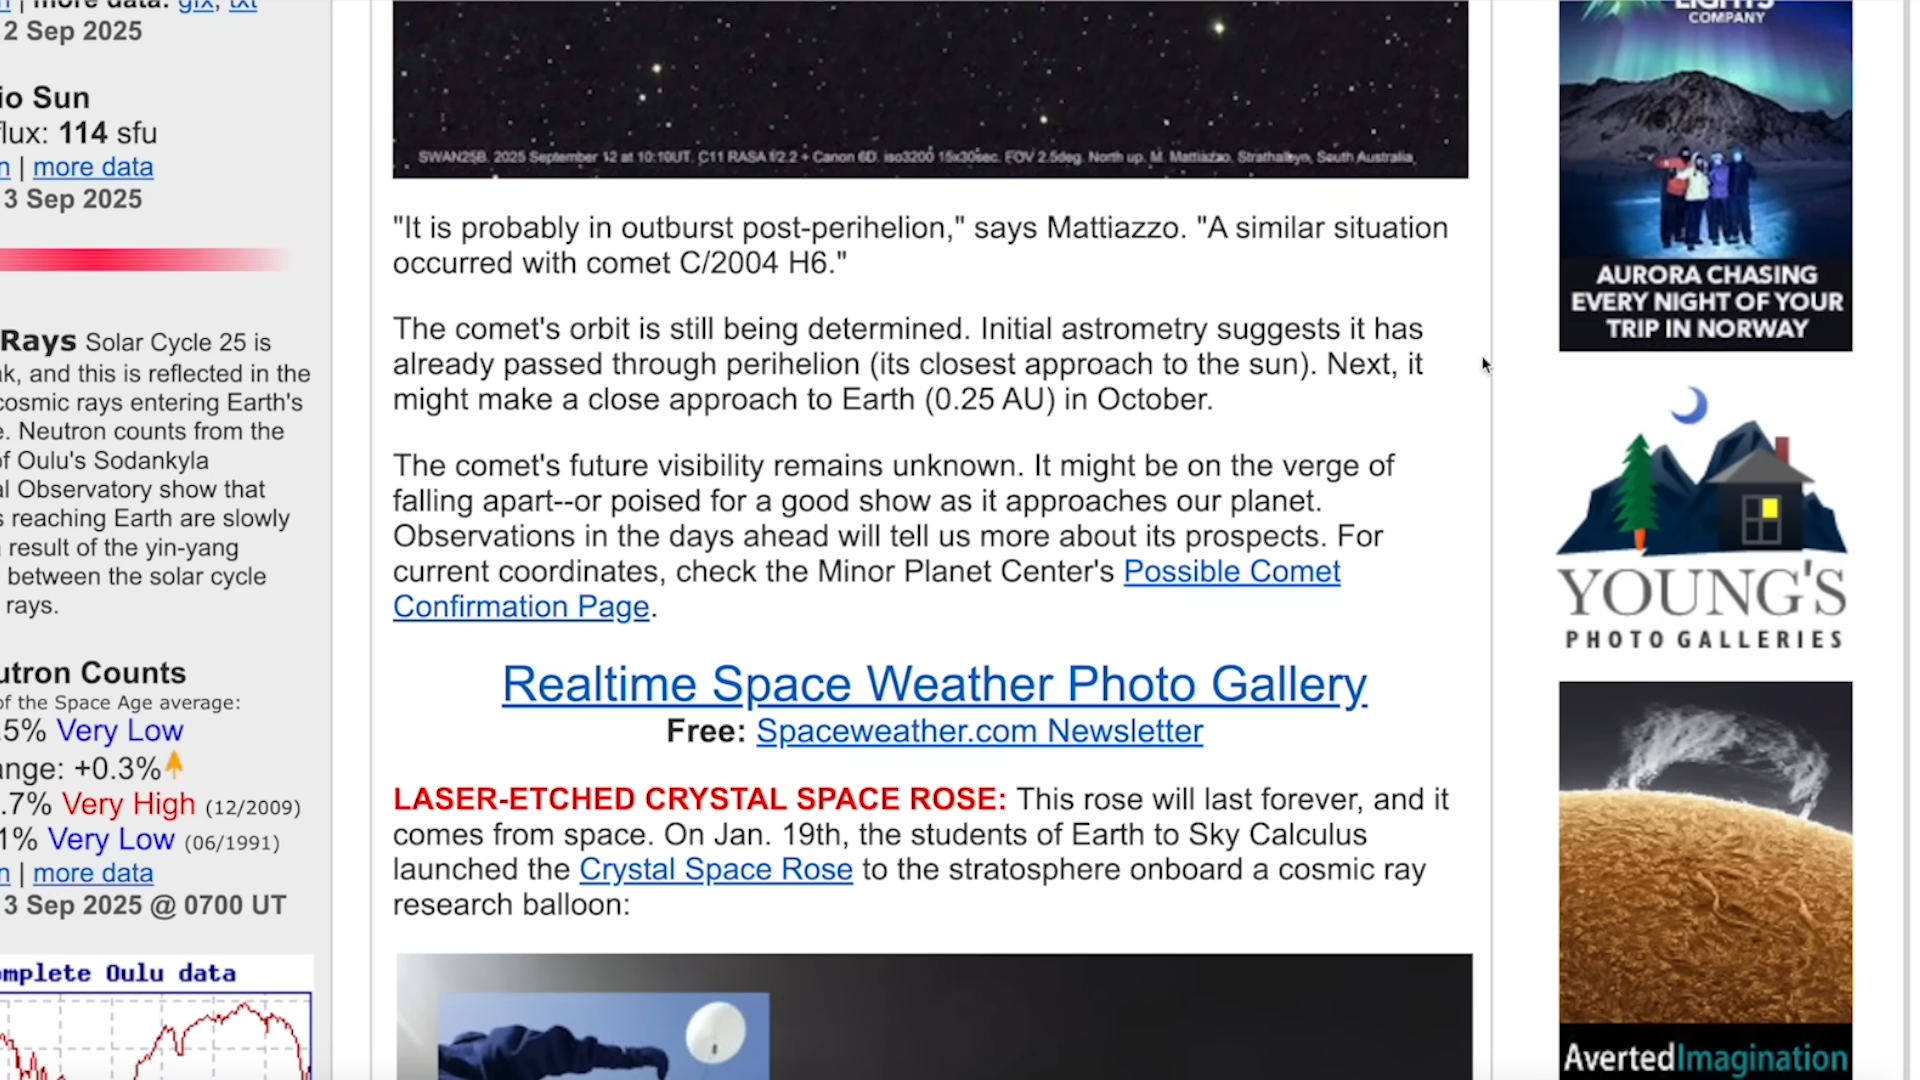 more data: gfx, txt
2 Sep 2025
io Sun
flux: 114 sfu
n | more data
3 Sep 2025
Rays Solar Cycle 25 is
ak, and this is reflected in the
cosmic rays entering Earth's
e. Neutron counts from the
of Oulu's Sodankyla
al Observatory show that
s reaching Earth are slowly
result of the yin-yang
between the solar cycle
rays.
utron Counts
of the Space Age average:
.5% Very Low
ange: +0.3%
.7% Very High (12/2009)
1% Very Low (06/1991)
n | more data
3 Sep 2025 @ 0700 UT
omplete Oulu data
SWAN25B. 2025 September 12 at 10:10UT. C11 RASA f/2.2 + Canon 6D. iso3200 15x30sec. FOV 2.5deg. North up. M. Mattiazzo, Strathalbyn, South Australia,
"It is probably in outburst post-perihelion," says Mattiazzo. "A similar situation
occurred with comet C/2004 H6."
The comet's orbit is still being determined. Initial astrometry suggests it has
already passed through perihelion (its closest approach to the sun). Next, it
might make a close approach to Earth (0.25 AU) in October.
The comet's future visibility remains unknown. It might be on the verge of
falling apart--or poised for a good show as it approaches our planet.
Observations in the days ahead will tell us more about its prospects. For
current coordinates, check the Minor Planet Center's Possible Comet
Confirmation Page.
Realtime Space Weather Photo Gallery
Free: Spaceweather.com Newsletter
LASER-ETCHED CRYSTAL SPACE ROSE: This rose will last forever, and it
comes from space. On Jan. 19th, the students of Earth to Sky Calculus
launched the Crystal Space Rose to the stratosphere onboard a cosmic ray
research balloon:
LIGHTS
COMPANY
AURORA CHASING
EVERY NIGHT OF YOUR
TRIP IN NORWAY
YOUNG'S
PHOTO GALLERIES
AvertedImagination